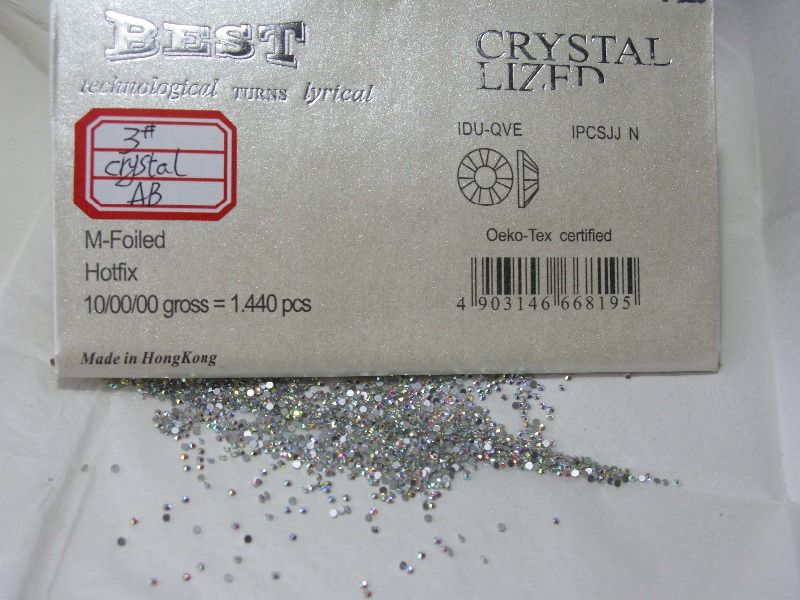 BEST
technological TURNS lyrical
CRYSTAL
LIZED
3#
crystal
AB
IDU-QVE IPCSJJ N
M-Foiled
Hotfix
10/00/00 gross = 1.440 pcs
Oeko-Tex certified
4 903146 668195
Made in HongKong